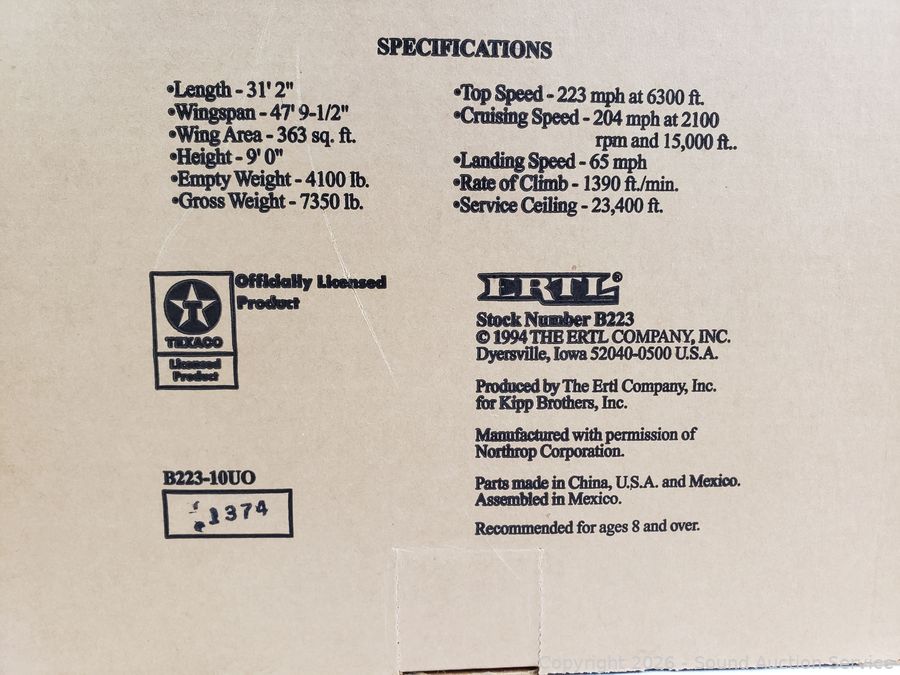 SPECIFICATIONS
•Length - 31' 2"
•Wingspan - 47' 9-1/2"
•Wing Area - 363 sq. ft.
•Height - 9' 0"
•Empty Weight - 4100 lb.
•Gross Weight - 7350 lb.
•Top Speed - 223 mph at 6300 ft.
•Cruising Speed - 204 mph at 2100
rpm and 15,000 ft..
•Landing Speed - 65 mph
•Rate of Climb - 1390 ft./min.
•Service Ceiling - 23,400 ft.
T
TEXACO
Licensed
Product
Officially Licensed
Product
B223-10UO
1374
ERTL®
Stock Number B223
© 1994 THE ERTL COMPANY, INC.
Dyersville, Iowa 52040-0500 U.S.A.
Produced by The Ertl Company, Inc.
for Kipp Brothers, Inc.
Manufactured with permission of
Northrop Corporation.
Parts made in China, U.S.A. and Mexico.
Assembled in Mexico.
Recommended for ages 8 and over.
Copyright 2026 - Sound Auction Service